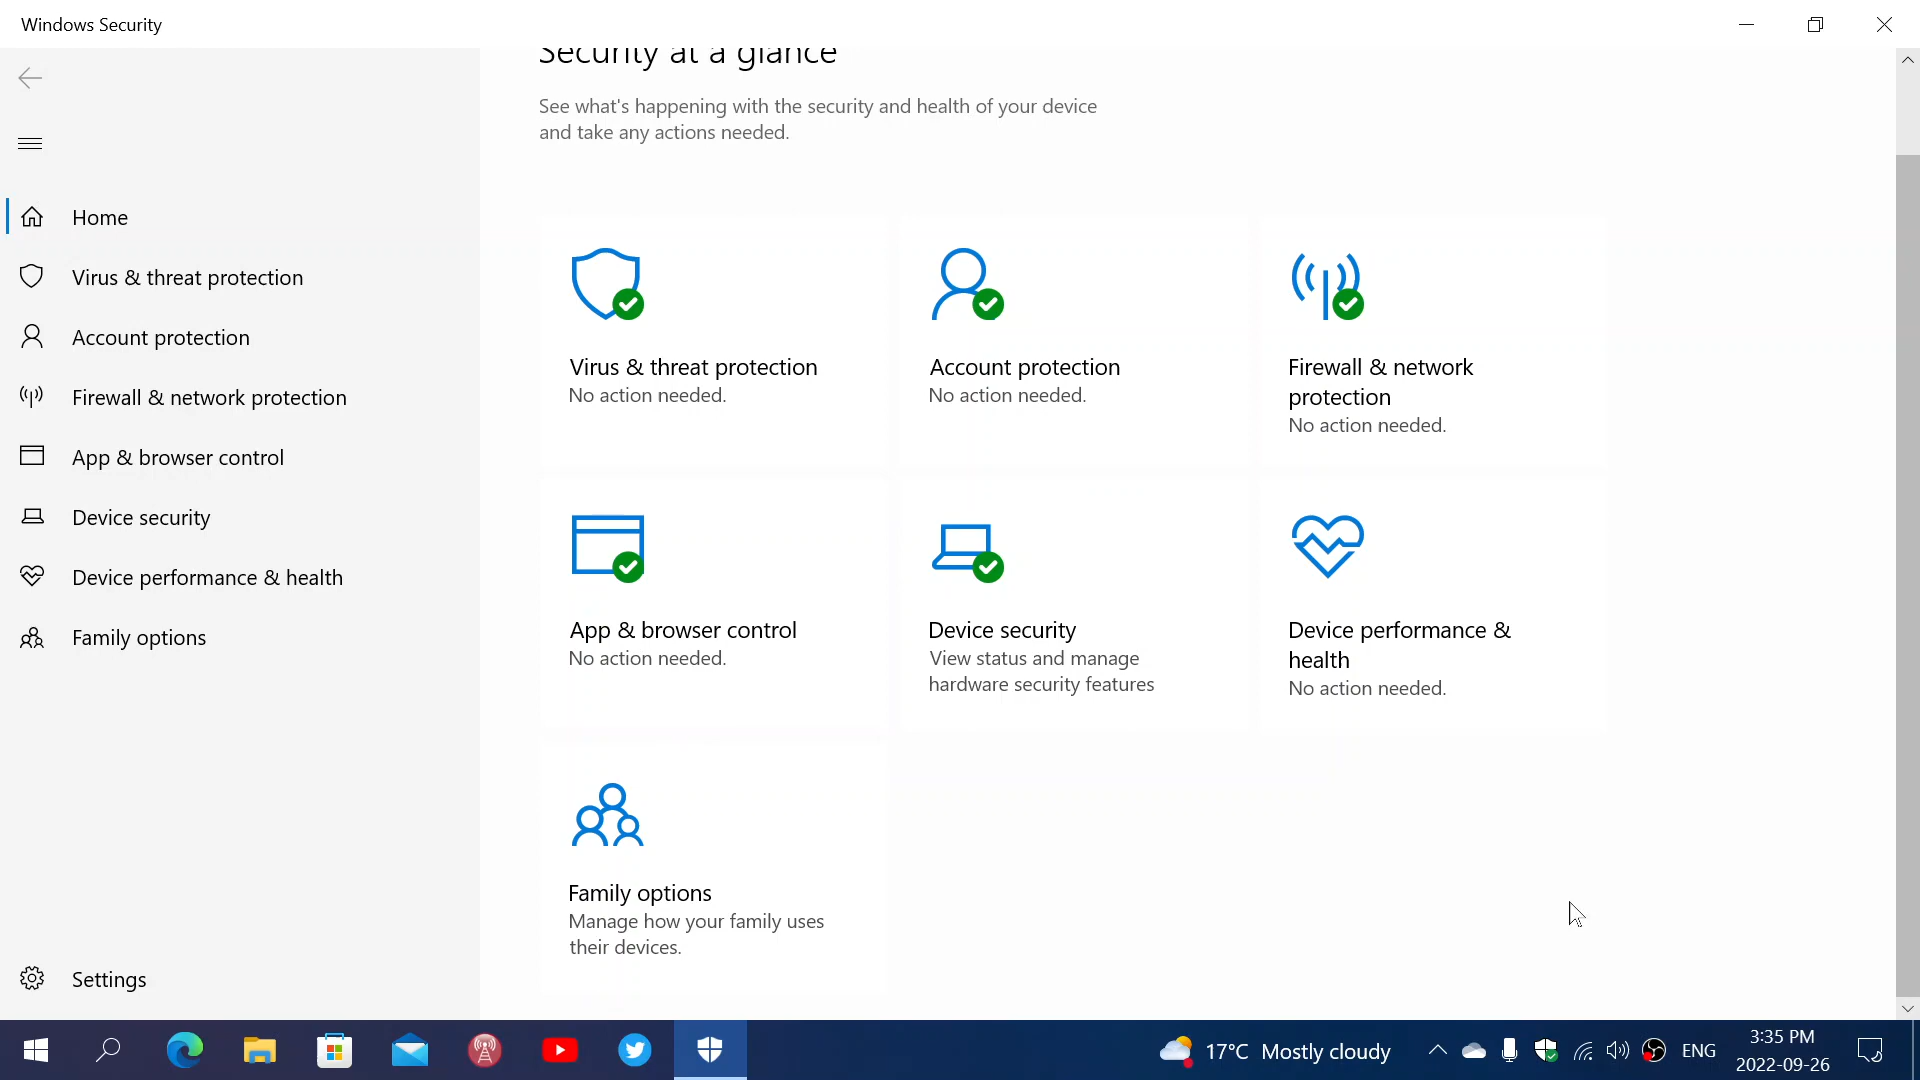 Windows Security
Security at a glance
See what's happening with the security and health of your device
and take any actions needed.
Home
Virus & threat protection
Account protection
Firewall & network protection
App & browser control
Device security
Device performance & health
Family options
Settings
Virus & threat protection
No action needed.
Account protection
No action needed.
Firewall & network
protection
No action needed.
App & browser control
No action needed.
Device security
View status and manage
hardware security features
Device performance &
health
No action needed.
Family options
Manage how your family uses
their devices.
17°C Mostly cloudy
ENG
3:35 PM
2022-09-26